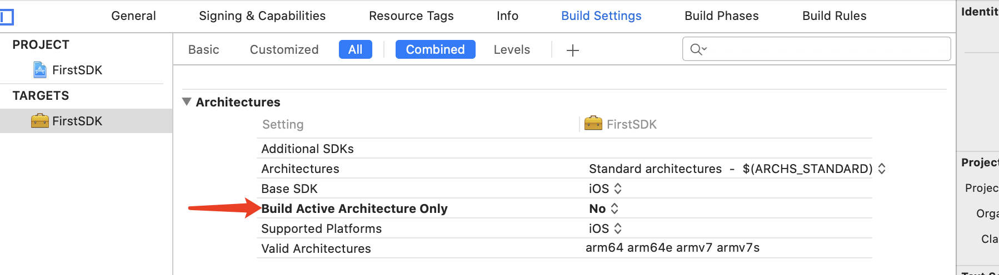 General Signing & Capabilities Resource Tags Info Build Settings Build Phases Build Rules
PROJECT
FirstSDK
TARGETS
FirstSDK
Basic Customized All Combined Levels
Architectures
Setting FirstSDK
Additional SDKs
Architectures Standard architectures - $(ARCHS_STANDARD)
Base SDK iOS
Build Active Architecture Only No
Supported Platforms iOS
Valid Architectures arm64 arm64e armv7 armv7s
Identit
Project
Projec
Orga
Cla